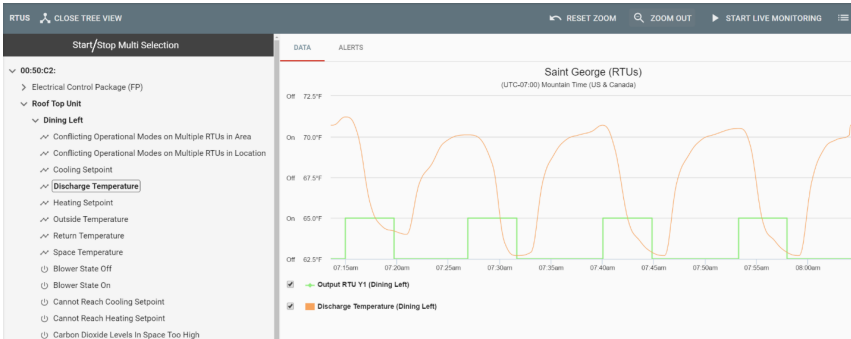 RTUS CLOSE TREE VIEW RESET ZOOM ZOOM OUT START LIVE MONITORING
Start/Stop Multi Selection
00:50:C2:
Electrical Control Package (FP)
Roof Top Unit
Dining Left
Conflicting Operational Modes on Multiple RTUs in Area
Conflicting Operational Modes on Multiple RTUs in Location
Cooling Setpoint
Discharge Temperature
Heating Setpoint
Outside Temperature
Return Temperature
Space Temperature
Blower State Off
Blower State On
Cannot Reach Cooling Setpoint
Cannot Reach Heating Setpoint
Carbon Dioxide Levels In Space Too High
DATA ALERTS
Saint George (RTUs)
(UTC-07:00) Mountain Time (US & Canada)
Off 72.5°F
On 70.0°F
Off 67.5°F
On 65.0°F
Off 62.5°F
07:15am 07:20am 07:25am 07:30am 07:35am 07:40am 07:45am 07:50am 07:55am 08:00am
Output RTU Y1 (Dining Left)
Discharge Temperature (Dining Left)